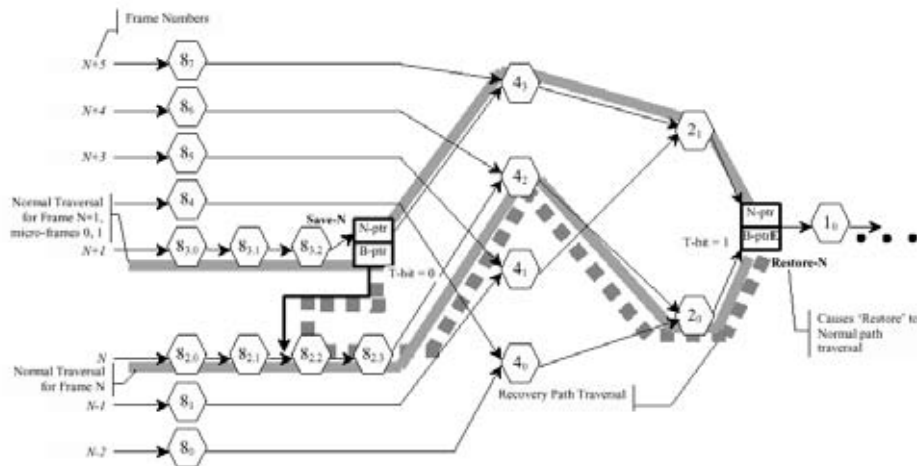 Frame Numbers
N+5
8₇
4₃
N+4
8₆
2₁
N+3
8₅
4₂
Normal Traversal
for Frame N=1,
micro-frames 0, 1
8₄
Save-N
N-ptr
B-ptr
T-bit = 0
N+1
8₃.₀
8₃.₁
8₃.₂
N-ptr
B-ptrE
T-bit = 1
Restore-N
1₀
4₁
2₀
Causes 'Restore' to
Normal path
traversal
N
8₂.₀
8₂.₁
8₂.₂
8₂.₃
Normal Traversal
for Frame N
4₀
Recovery Path Traversal
N-1
8₁
N-2
8₀